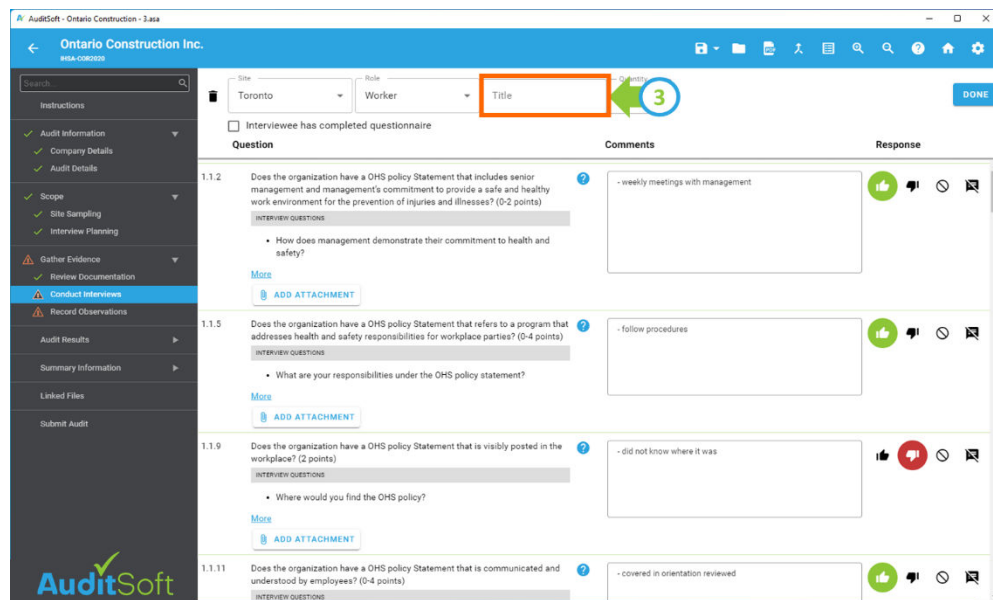 AuditSoft - Ontario Construction - 3.asa
Ontario Construction Inc.
IHSA-COR2020
Search...
Instructions
Audit Information
Company Details
Audit Details
Scope
Site Sampling
Interview Planning
Gather Evidence
Review Documentation
Conduct Interviews
Record Observations
Audit Results
Summary Information
Linked Files
Submit Audit
AuditSoft
Site
Toronto
Role
Worker
Title
Quantity
3
DONE
Interviewee has completed questionnaire
Question
Comments
Response
1.1.2
Does the organization have a OHS policy Statement that includes senior
management and management's commitment to provide a safe and healthy
work environment for the prevention of injuries and illnesses? (0-2 points)
INTERVIEW QUESTIONS
• How does management demonstrate their commitment to health and
safety?
More
ADD ATTACHMENT
- weekly meetings with management
1.1.5
Does the organization have a OHS policy Statement that refers to a program that
addresses health and safety responsibilities for workplace parties? (0-4 points)
INTERVIEW QUESTIONS
• What are your responsibilities under the OHS policy statement?
More
ADD ATTACHMENT
- follow procedures
1.1.9
Does the organization have a OHS policy Statement that is visibly posted in the
workplace? (2 points)
INTERVIEW QUESTIONS
• Where would you find the OHS policy?
More
ADD ATTACHMENT
- did not know where it was
1.1.11
Does the organization have a OHS policy Statement that is communicated and
understood by employees? (0-4 points)
INTERVIEW QUESTIONS
- covered in orientation reviewed